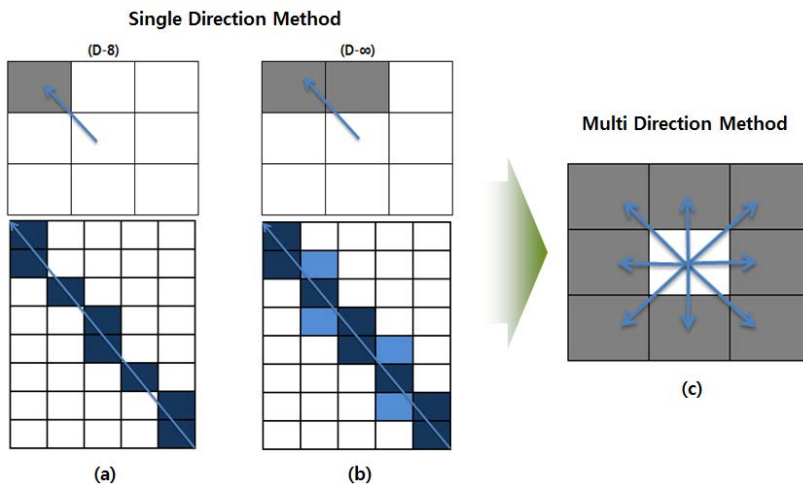 Single Direction Method
(D-8)
(D-∞)
Multi Direction Method
(a)
(b)
(c)